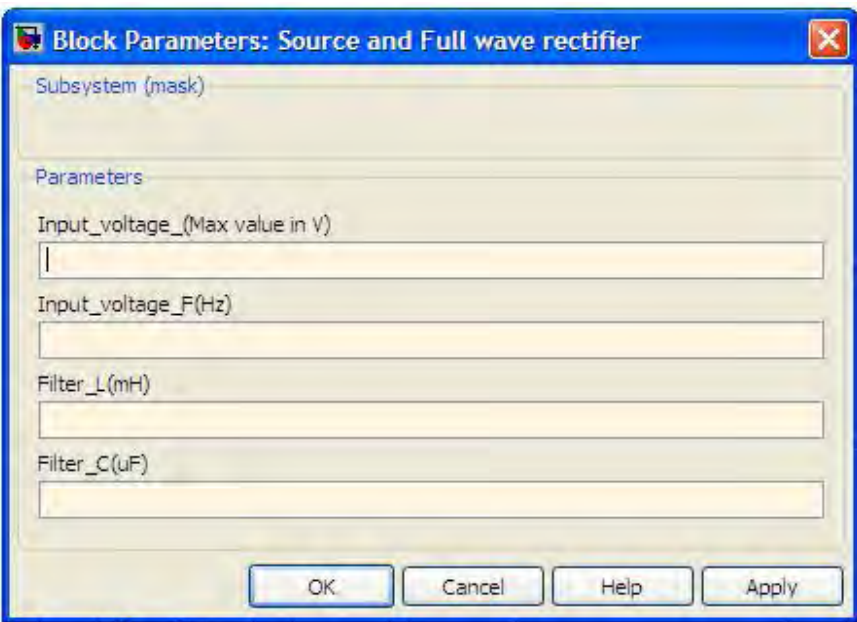 Block Parameters: Source and Full wave rectifier
Subsystem (mask)
Parameters
Input_voltage_(Max value in V)
Input_voltage_F(Hz)
Filter_L(mH)
Filter_C(uF)
OK
Cancel
Help
Apply